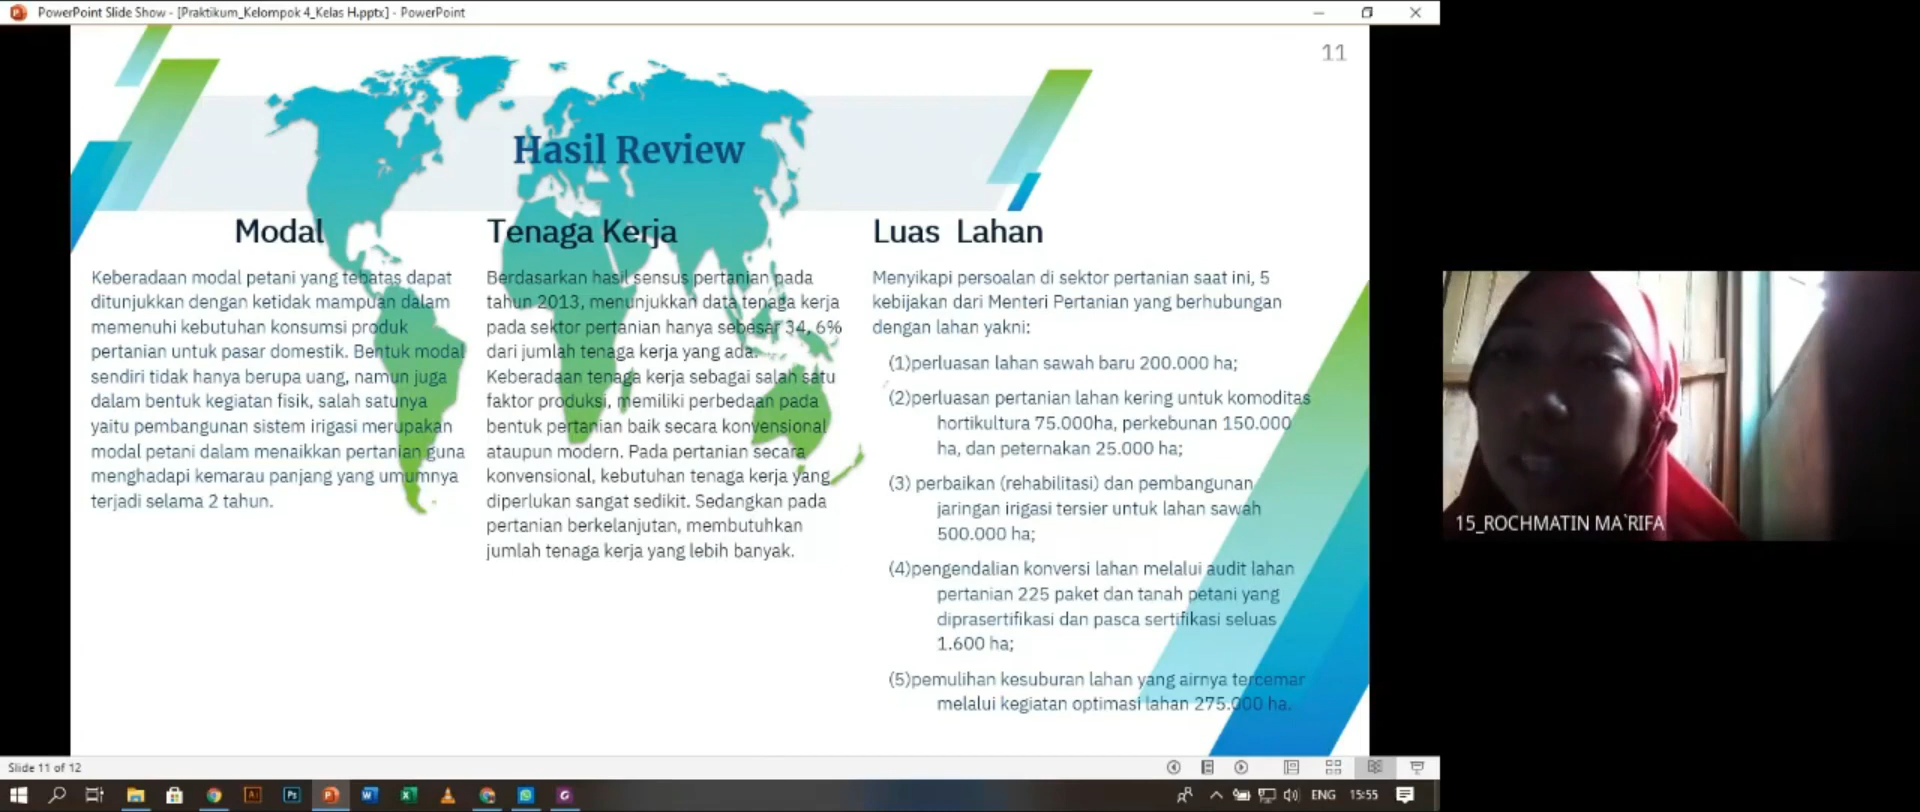 PowerPoint Slide Show - [Praktikum_Kelompok 4_Kelas H.pptx] - PowerPoint
11
Hasil Review
Modal
Keberadaan modal petani yang tebatas dapat
ditunjukkan dengan ketidak mampuan dalam
memenuhi kebutuhan konsumsi produk
pertanian untuk pasar domestik. Bentuk modal
sendiri tidak hanya berupa uang, namun juga
dalam bentuk kegiatan fisik, salah satunya
yaitu pembangunan sistem irigasi merupakan
modal petani dalam menaikkan pertanian guna
menghadapi kemarau panjang yang umumnya
terjadi selama 2 tahun.
Tenaga Kerja
Berdasarkan hasil sensus pertanian pada
tahun 2013, menunjukkan data tenaga kerja
pada sektor pertanian hanya sebesar 34, 6%
dari jumlah tenaga kerja yang ada.
Keberadaan tenaga kerja sebagai salah satu
faktor produksi, memiliki perbedaan pada
bentuk pertanian baik secara konvensional
ataupun modern. Pada pertanian secara
konvensional, kebutuhan tenaga kerja yang
diperlukan sangat sedikit. Sedangkan pada
pertanian berkelanjutan, membutuhkan
jumlah tenaga kerja yang lebih banyak.
Luas Lahan
Menyikapi persoalan di sektor pertanian saat ini, 5
kebijakan dari Menteri Pertanian yang berhubungan
dengan lahan yakni:
(1)perluasan lahan sawah baru 200.000 ha;
(2)perluasan pertanian lahan kering untuk komoditas
hortikultura 75.000ha, perkebunan 150.000
ha, dan peternakan 25.000 ha;
(3) perbaikan (rehabilitasi) dan pembangunan
jaringan irigasi tersier untuk lahan sawah
500.000 ha;
(4)pengendalian konversi lahan melalui audit lahan
pertanian 225 paket dan tanah petani yang
diprasertifikasi dan pasca sertifikasi seluas
1.600 ha;
(5)pemulihan kesuburan lahan yang airnya tercemar
melalui kegiatan optimasi lahan 275.000 ha.
15_ROCHMATIN MA`RIFA
Slide 11 of 12
ENG
15:55